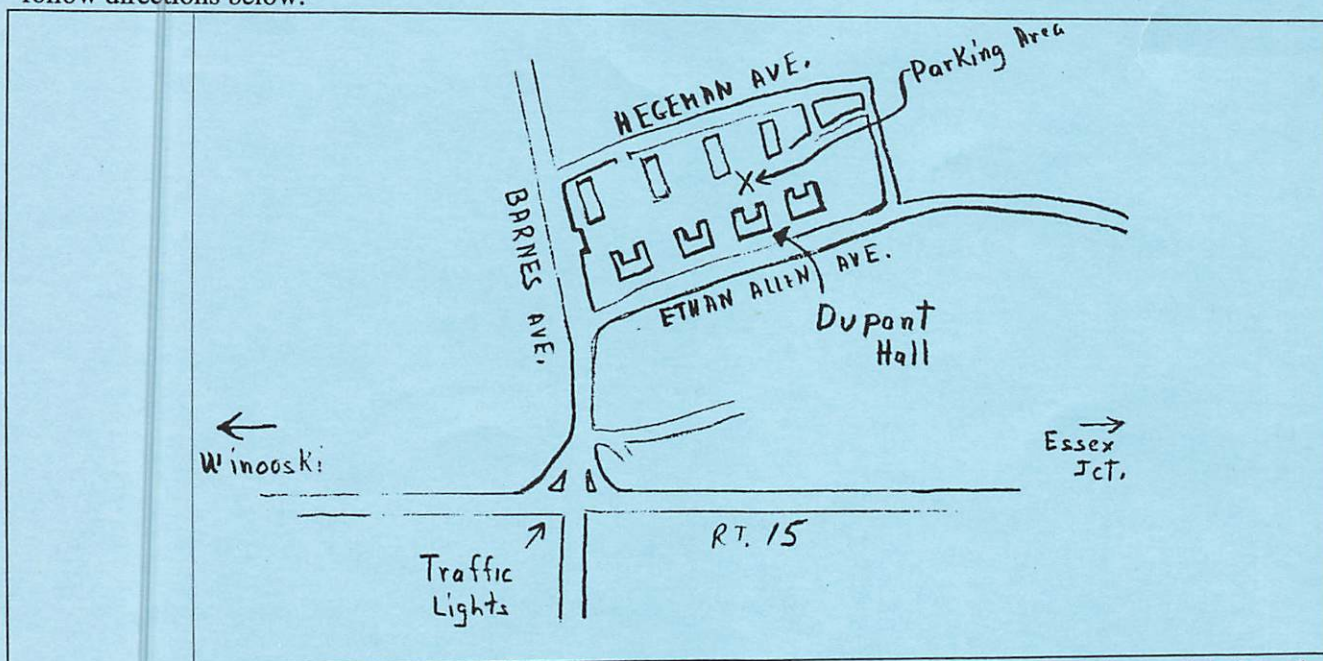 follow directions below.
Parking Area
HEGEMAN AVE.
BARNES AVE.
ETHAN ALLEN AVE.
X
Dupont
Hall
Winooski
Essex
Jct.
Traffic
Lights
RT. 15